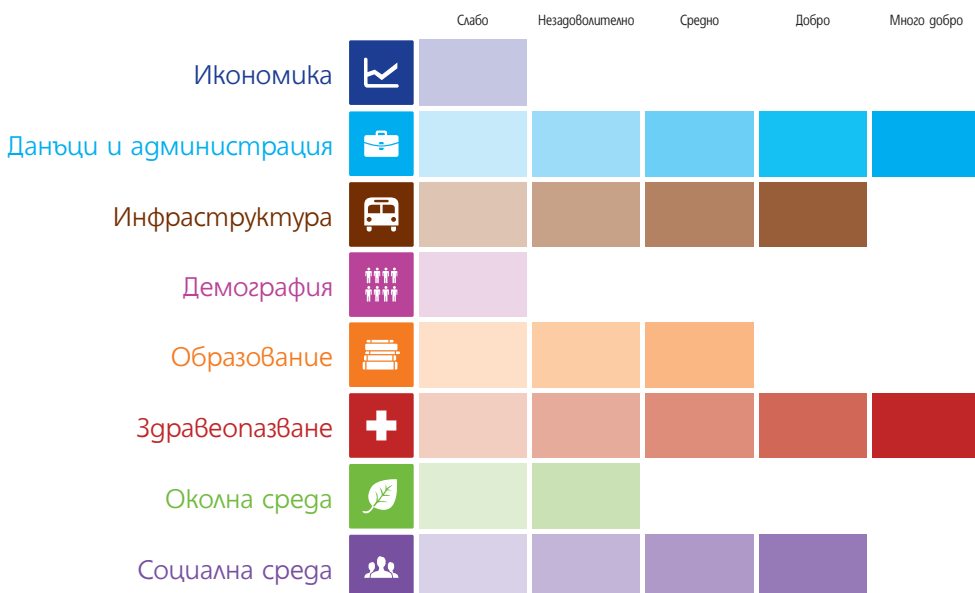 Слабо Незадоволително Средно Добро Много добро
Икономика
Данъци и администрация
Инфраструктура
Демография
Образование
Здравеопазване
Околна среда
Социална среда